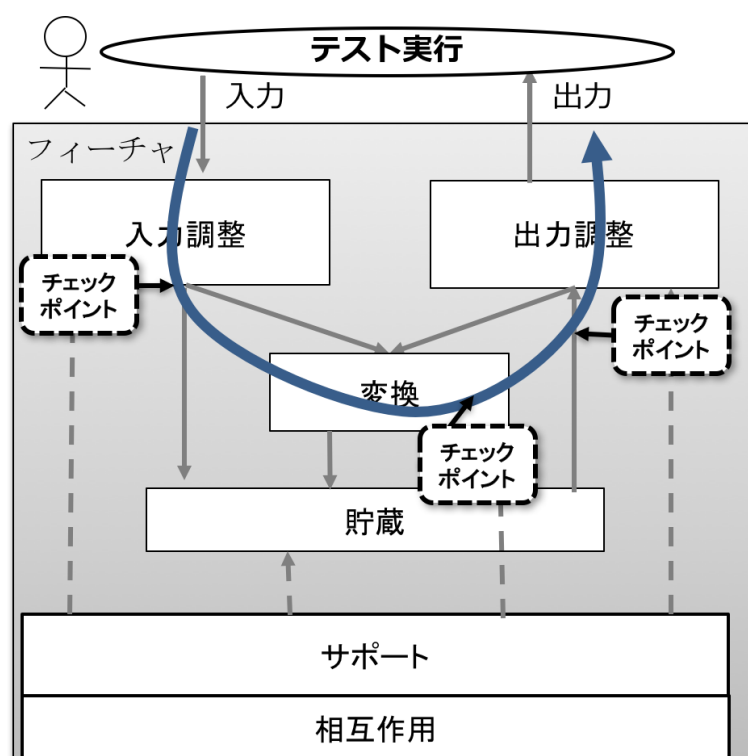 テスト実行
入力
出力
フィーチャ
入力調整
出力調整
チェック
ポイント
チェック
ポイント
変換
チェック
ポイント
貯蔵
サポート
相互作用